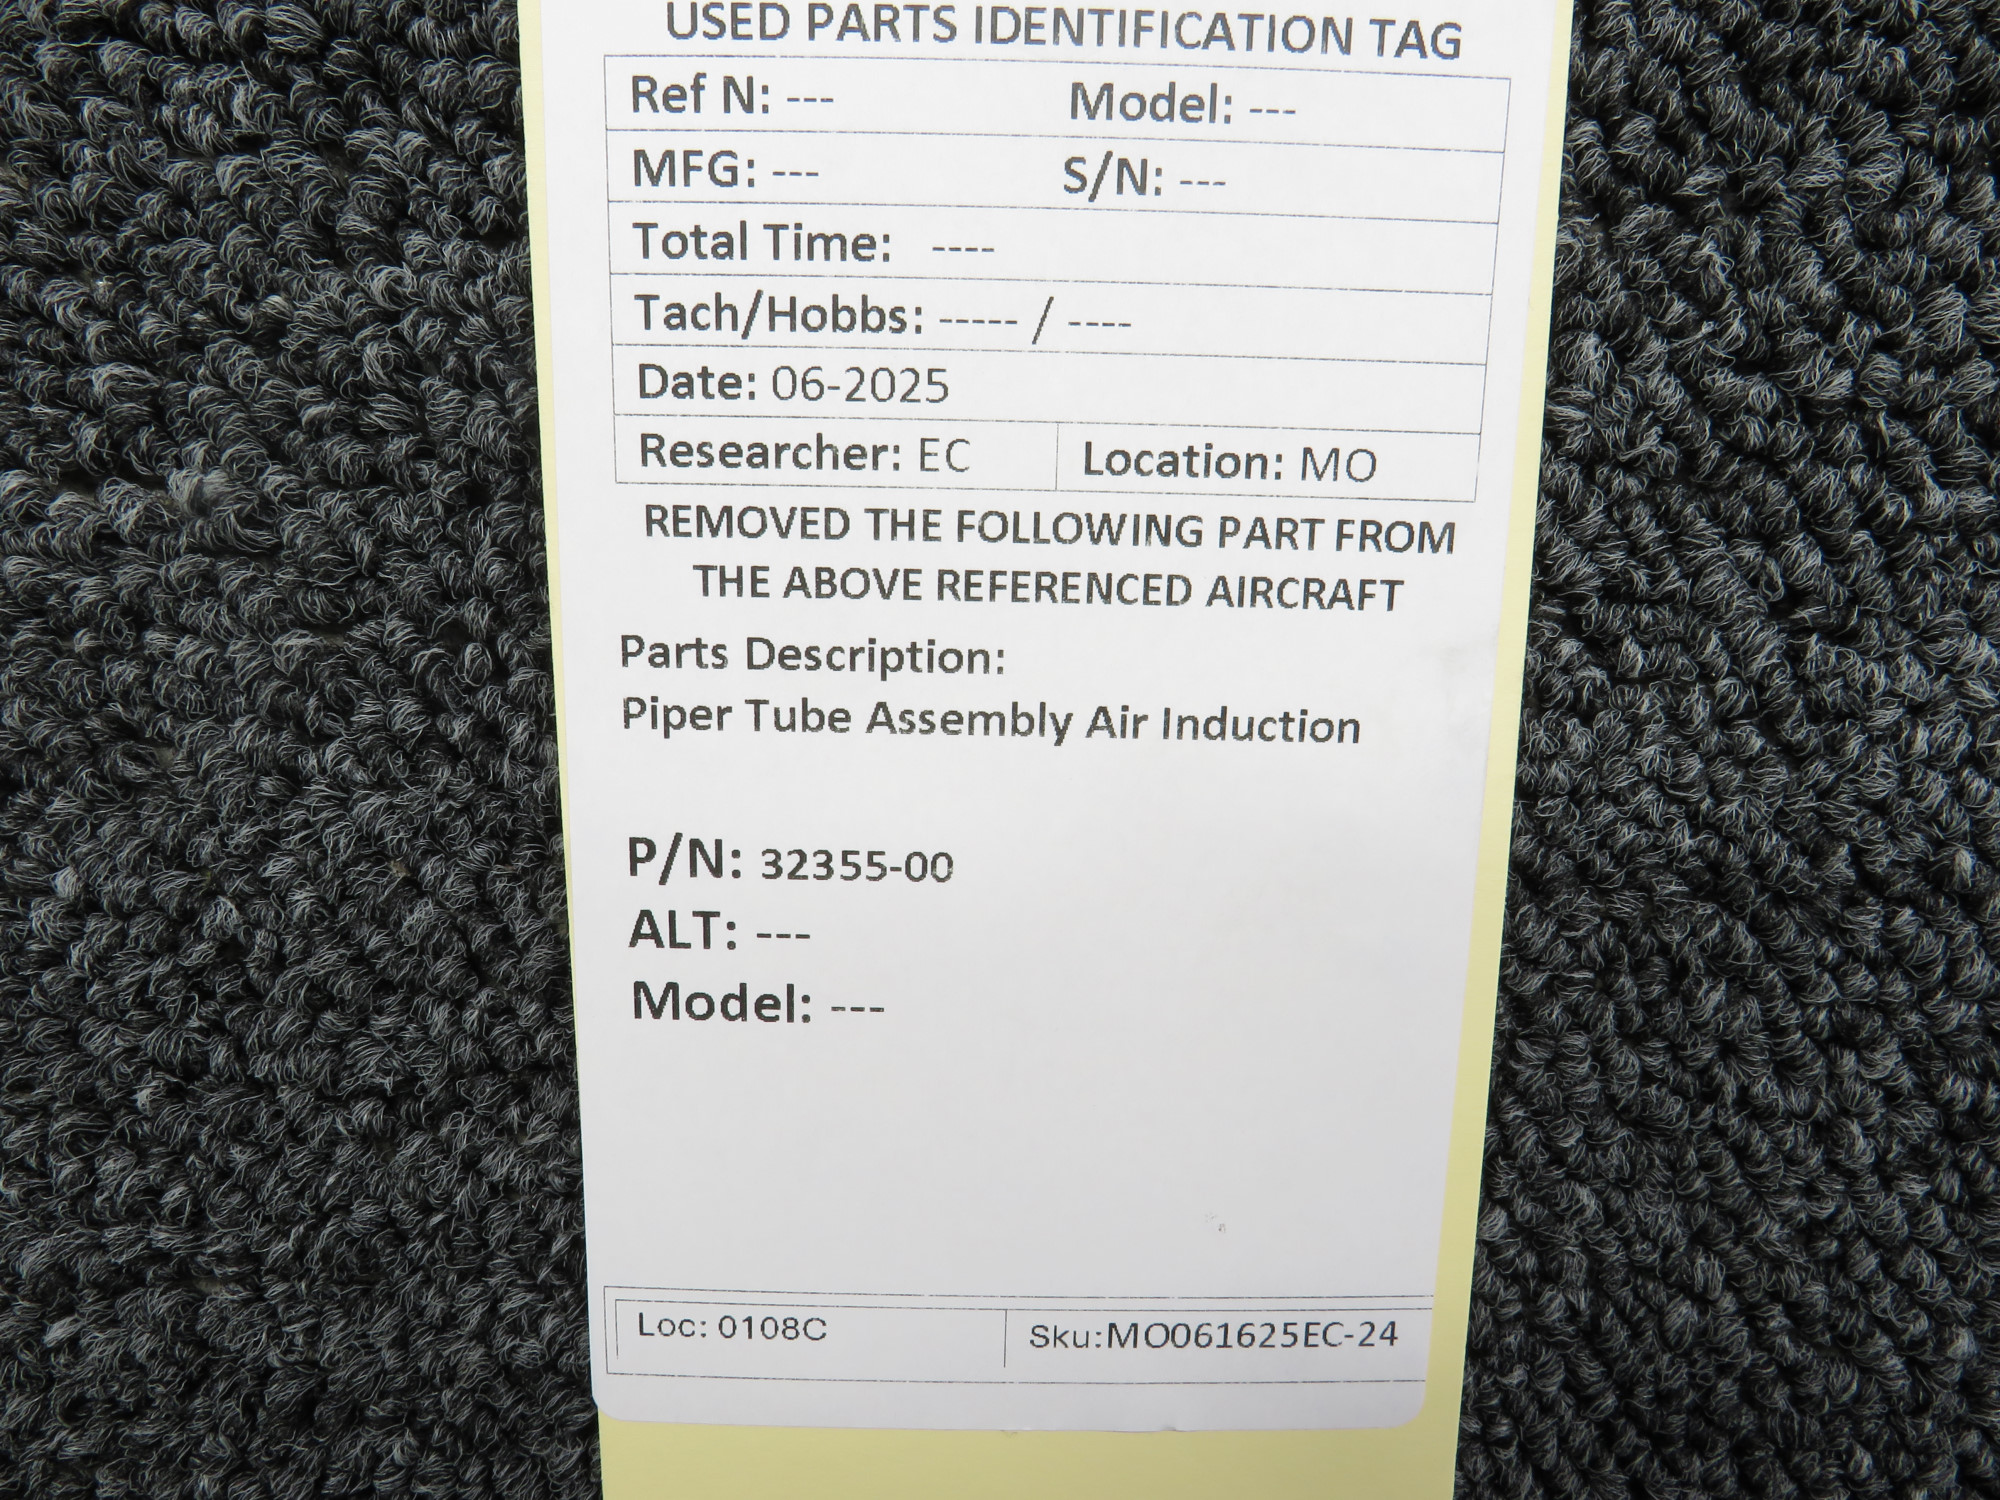 USED PARTS IDENTIFICATION TAG
Ref N: --- Model: ---
MFG: --- S/N: ---
Total Time: ----
Tach/Hobbs: ----- / ----
Date: 06-2025
Researcher: EC Location: MO
REMOVED THE FOLLOWING PART FROM
THE ABOVE REFERENCED AIRCRAFT
Parts Description:
Piper Tube Assembly Air Induction
P/N: 32355-00
ALT: ---
Model: ---
Loc: 0108C Sku:MO061625EC-24